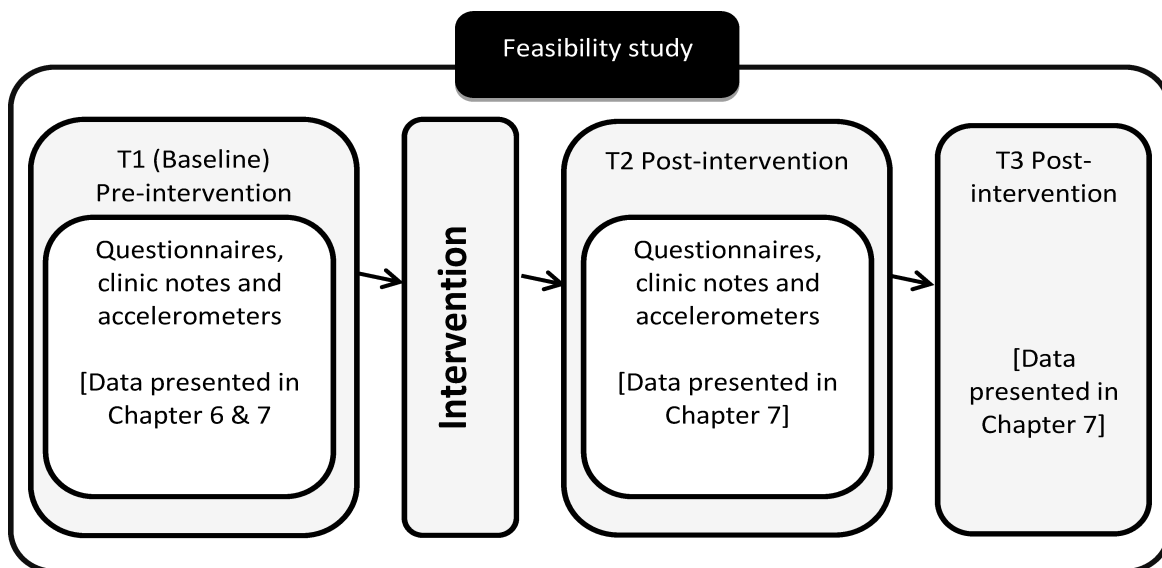 Feasibility study
T1 (Baseline)
Pre-intervention
Questionnaires,
clinic notes and
accelerometers
[Data presented in
Chapter 6 & 7
Intervention
T2 Post-intervention
Questionnaires,
clinic notes and
accelerometers
[Data presented in
Chapter 7]
T3 Post-
intervention
[Data
presented in
Chapter 7]